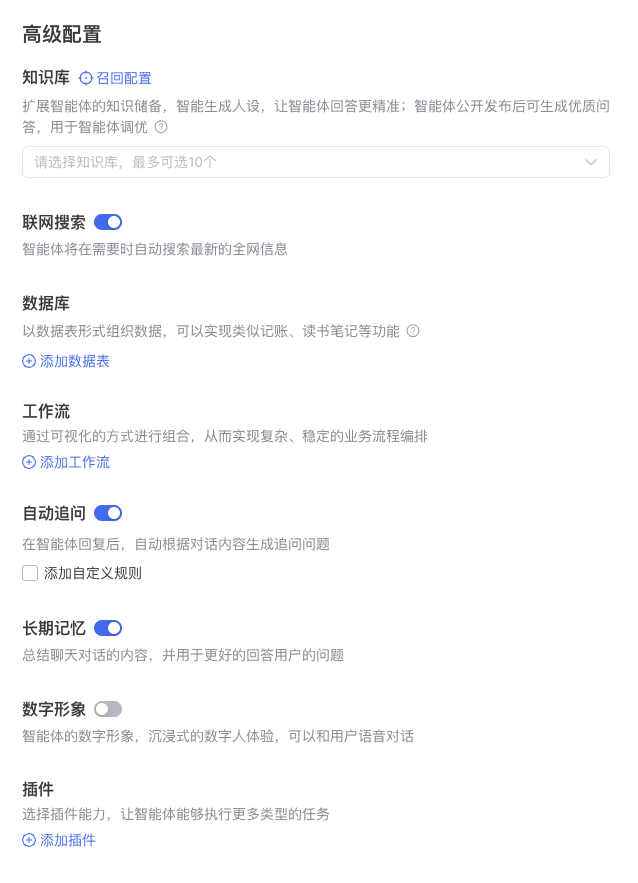 高级配置
知识库 召回配置
扩展智能体的知识储备，智能生成人设，让智能体回答更精准；智能体公开发布后可生成优质问
答，用于智能体调优
请选择知识库，最多可选10个
联网搜索
智能体将在需要时自动搜索最新的全网信息
数据库
以数据表形式组织数据，可以实现类似记账、读书笔记等功能
添加数据表
工作流
通过可视化的方式进行组合，从而实现复杂、稳定的业务流程编排
添加工作流
自动追问
在智能体回复后，自动根据对话内容生成追问问题
添加自定义规则
长期记忆
总结聊天对话的内容，并用于更好的回答用户的问题
数字形象
智能体的数字形象，沉浸式的数字人体验，可以和用户语音对话
插件
选择插件能力，让智能体能够执行更多类型的任务
添加插件